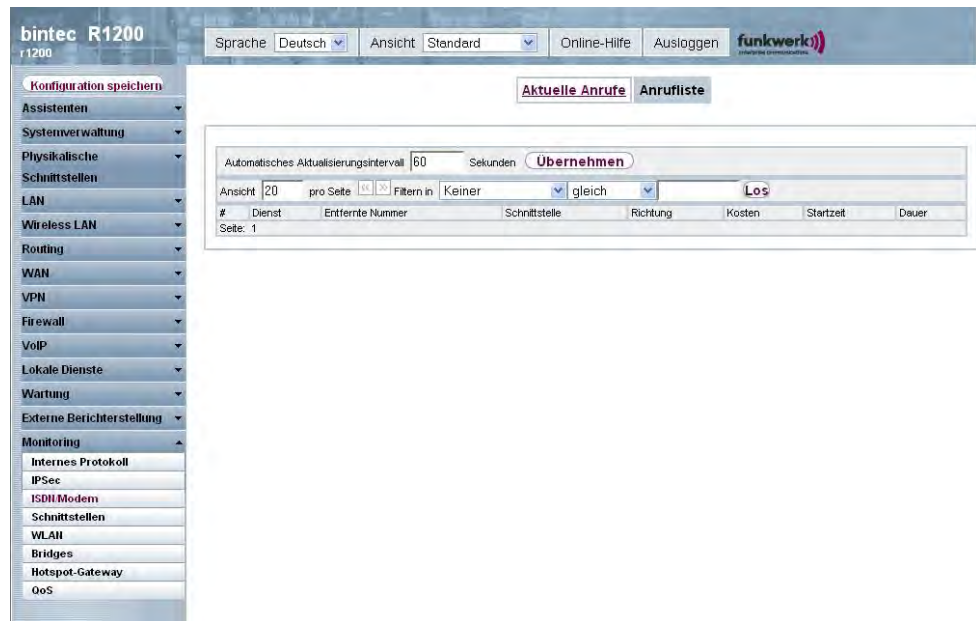 bintec R1200
r1200
Sprache Deutsch Ansicht Standard Online-Hilfe Ausloggen funkwerk
Konfiguration speichern
Assistenten
Systemverwaltung
Physikalische
Schnittstellen
LAN
Wireless LAN
Routing
WAN
VPN
Firewall
VoIP
Lokale Dienste
Wartung
Externe Berichterstellung
Monitoring
Internes Protokoll
IPSec
ISDN/Modem
Schnittstellen
WLAN
Bridges
Hotspot-Gateway
QoS
Aktuelle Anrufe Anrufliste
Automatisches Aktualisierungsintervall 60 Sekunden Übernehmen
Ansicht 20 pro Seite << >> Filtern in Keiner gleich Los
# Dienst Entfernte Nummer Schnittstelle Richtung Kosten Startzeit Dauer
Seite: 1